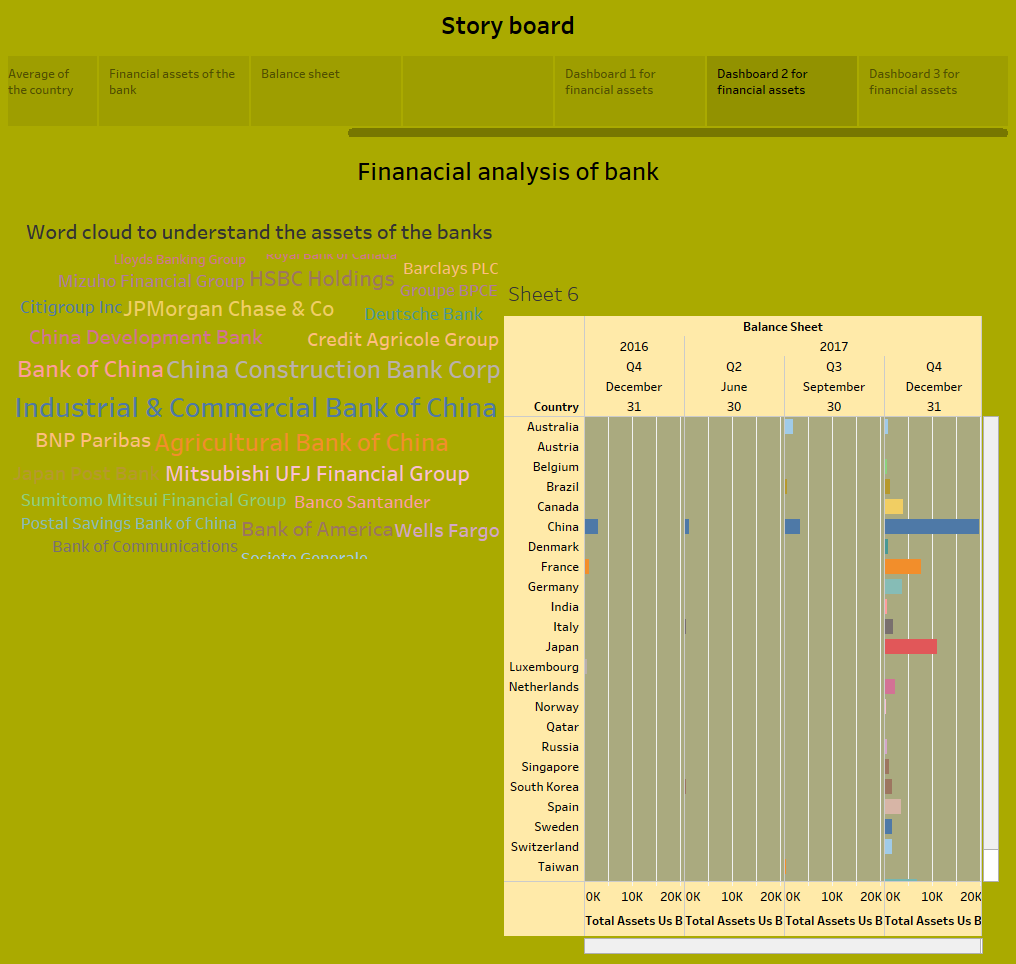 Story board
Average of
the country
Financial assets of the
bank
Balance sheet
Dashboard 1 for
financial assets
Dashboard 2 for
financial assets
Dashboard 3 for
financial assets
Finanacial analysis of bank
Word cloud to understand the assets of the banks
Mizuho Financial Group HSBC Holdings Barclays PLC
Groupe BPCE
Citigroup Inc JPMorgan Chase & Co Deutsche Bank
China Development Bank Credit Agricole Group
Bank of China China Construction Bank Corp
Industrial & Commercial Bank of China
BNP Paribas Agricultural Bank of China
Japan Post Bank Mitsubishi UFJ Financial Group
Sumitomo Mitsui Financial Group Banco Santander
Postal Savings Bank of China Bank of America Wells Fargo
Bank of Communications Societe Generale
Sheet 6
Balance Sheet
2016 2017
Q4 Q2 Q3 Q4
December June September December
Country 31 30 30 31
Australia
Austria
Belgium
Brazil
Canada
China
Denmark
France
Germany
India
Italy
Japan
Luxembourg
Netherlands
Norway
Qatar
Russia
Singapore
South Korea
Spain
Sweden
Switzerland
Taiwan
0K 10K 20K 0K 10K 20K 0K 10K 20K 0K 10K 20K
Total Assets Us B Total Assets Us B Total Assets Us B Total Assets Us B